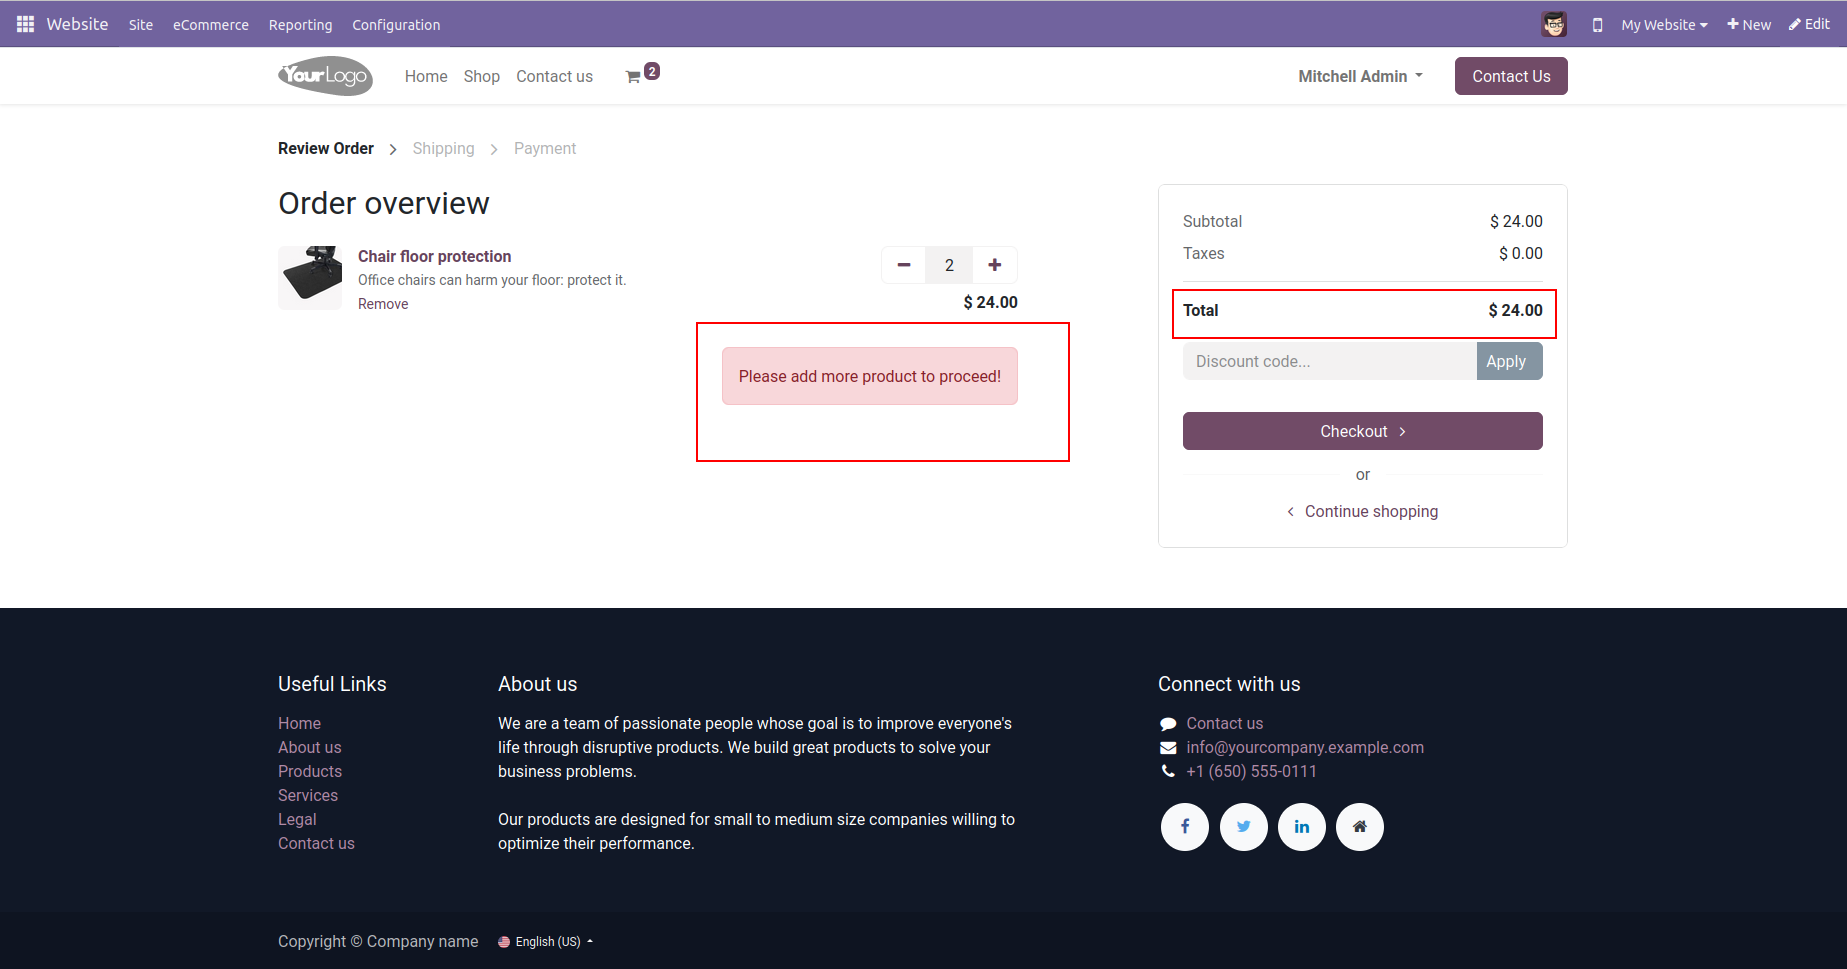 Website Site eCommerce Reporting Configuration My Website New Edit
YourLogo Home Shop Contact us 2 Mitchell Admin Contact Us
Review Order Shipping Payment
Order overview
Chair floor protection
Office chairs can harm your floor: protect it.
Remove
2
$ 24.00
Please add more product to proceed!
Subtotal $ 24.00
Taxes $ 0.00
Total $ 24.00
Discount code... Apply
Checkout
or
Continue shopping
Useful Links
Home
About us
Products
Services
Legal
Contact us
About us
We are a team of passionate people whose goal is to improve everyone's
life through disruptive products. We build great products to solve your
business problems.
Our products are designed for small to medium size companies willing to
optimize their performance.
Connect with us
Contact us
info@yourcompany.example.com
+1 (650) 555-0111
Copyright © Company name English (US)